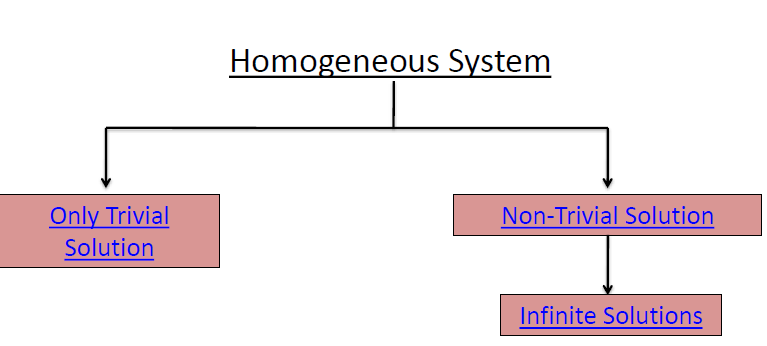 Homogeneous System
Only Trivial
Solution
Non-Trivial Solution
Infinite Solutions